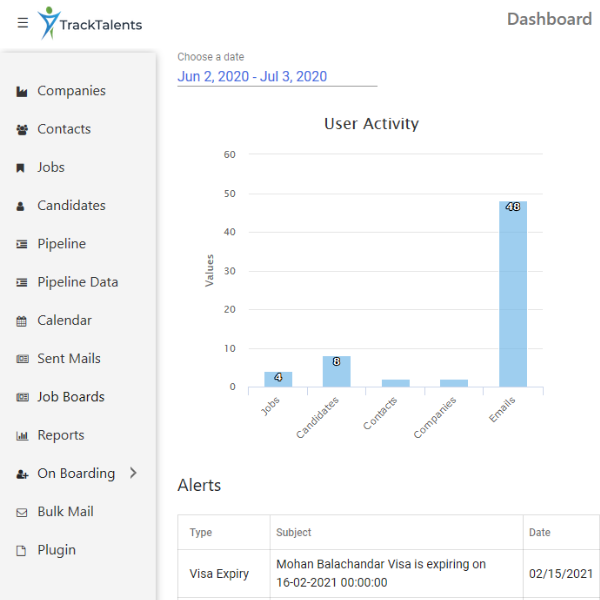 TrackTalents
Dashboard
Companies
Contacts
Jobs
Candidates
Pipeline
Pipeline Data
Calendar
Sent Mails
Job Boards
Reports
On Boarding
Bulk Mail
Plugin
Choose a date
Jun 2, 2020 - Jul 3, 2020
User Activity
Values
60
50
40
30
20
10
0
4
8
48
Jobs
Candidates
Contacts
Companies
Emails
Alerts
Type Subject Date
Visa Expiry Mohan Balachandar Visa is expiring on 02/15/2021
16-02-2021 00:00:00